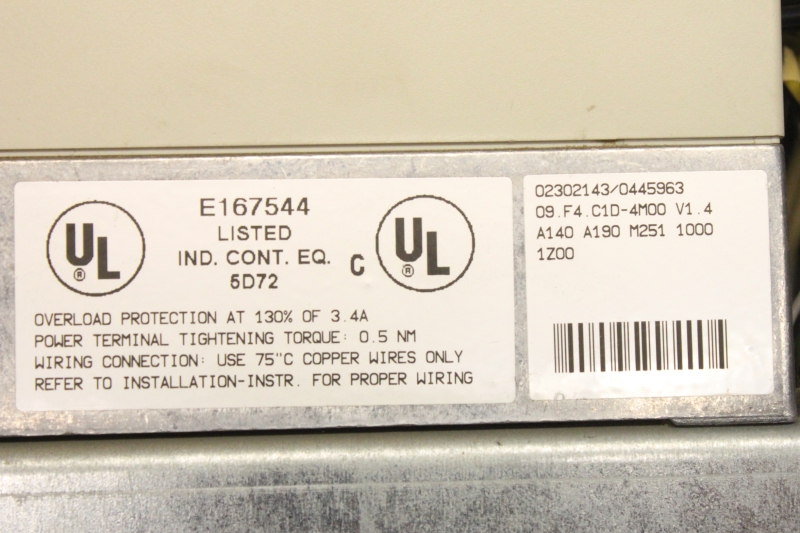 UL
®
E167544
LISTED
IND. CONT. EQ.
5D72
C
UL
®
OVERLOAD PROTECTION AT 130% OF 3.4A
POWER TERMINAL TIGHTENING TORQUE: 0.5 NM
WIRING CONNECTION: USE 75"C COPPER WIRES ONLY
REFER TO INSTALLATION-INSTR. FOR PROPER WIRING
02302143/0445963
09.F4.C1D-4M00 V1.4
A140 A190 M251 1000
1Z00